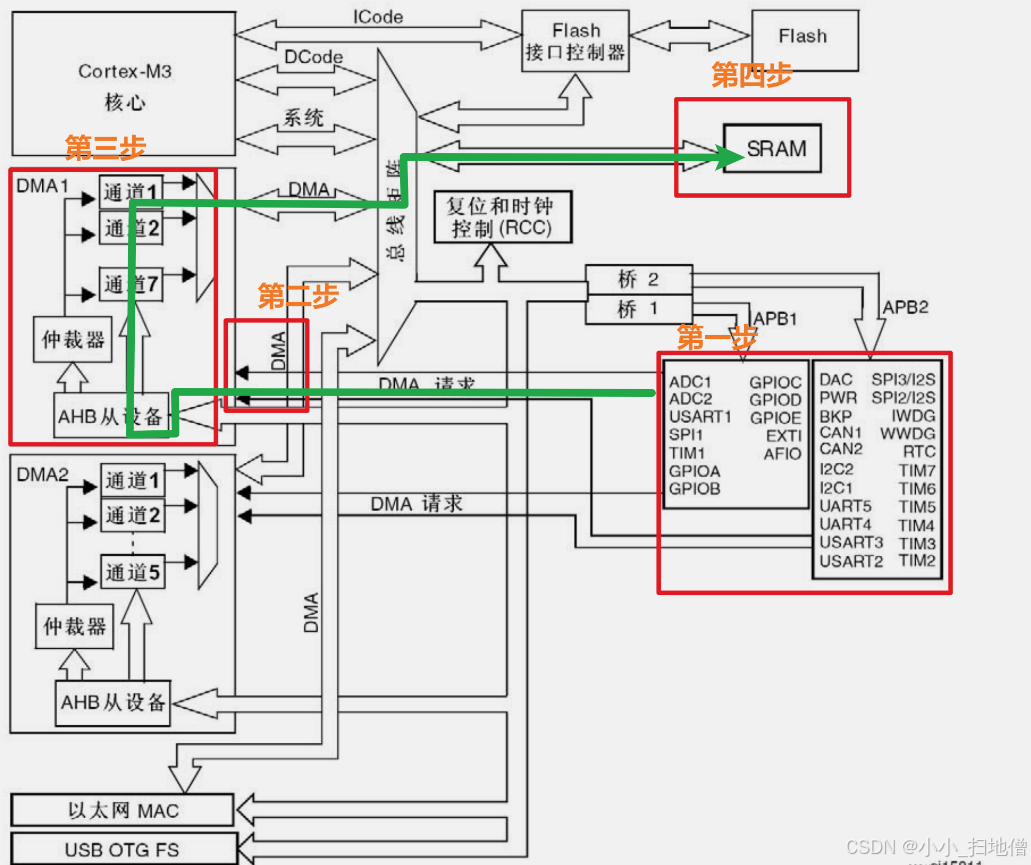 Cortex-M3
核心
ICode
DCode
系统
Flash
接口控制器
Flash
第四步
SRAM
第三步
DMA1
通道1
通道2
通道7
仲裁器
AHB从设备
DMA
总线矩阵
复位和时钟
控制(RCC)
第二步
DMA
桥 2
桥 1
APB1
APB2
第一步
DMA 请求
ADC1 GPIOC
ADC2 GPIOD
USART1 GPIOE
SPI1 EXTI
TIM1 AFIO
GPIOA
GPIOB
DAC SPI3/I2S
PWR SPI2/I2S
BKP IWDG
CAN1 WWDG
CAN2 RTC
I2C2 TIM7
I2C1 TIM6
UART5 TIM5
UART4 TIM4
USART3 TIM3
USART2 TIM2
DMA2
通道1
通道2
通道5
仲裁器
AHB从设备
DMA 请求
DMA
以太网 MAC
USB OTG FS
CSDN @小小_扫地僧